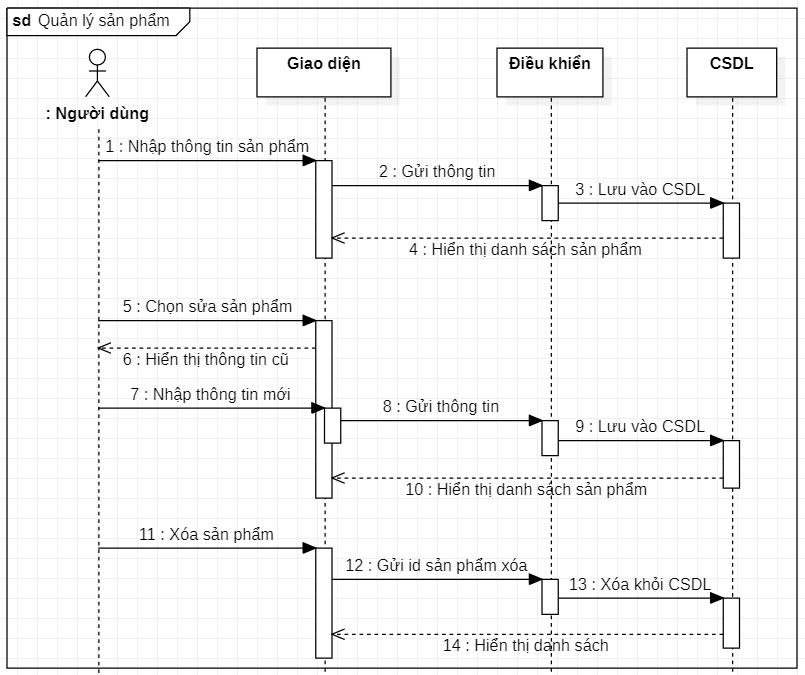 sd Quản lý sản phẩm
Giao diện
Điều khiển
CSDL
: Người dùng
1 : Nhập thông tin sản phẩm
2 : Gửi thông tin
3 : Lưu vào CSDL
4 : Hiển thị danh sách sản phẩm
5 : Chọn sửa sản phẩm
6 : Hiển thị thông tin cũ
7 : Nhập thông tin mới
8 : Gửi thông tin
9 : Lưu vào CSDL
10 : Hiển thị danh sách sản phẩm
11 : Xóa sản phẩm
12 : Gửi id sản phẩm xóa
13 : Xóa khỏi CSDL
14 : Hiển thị danh sách